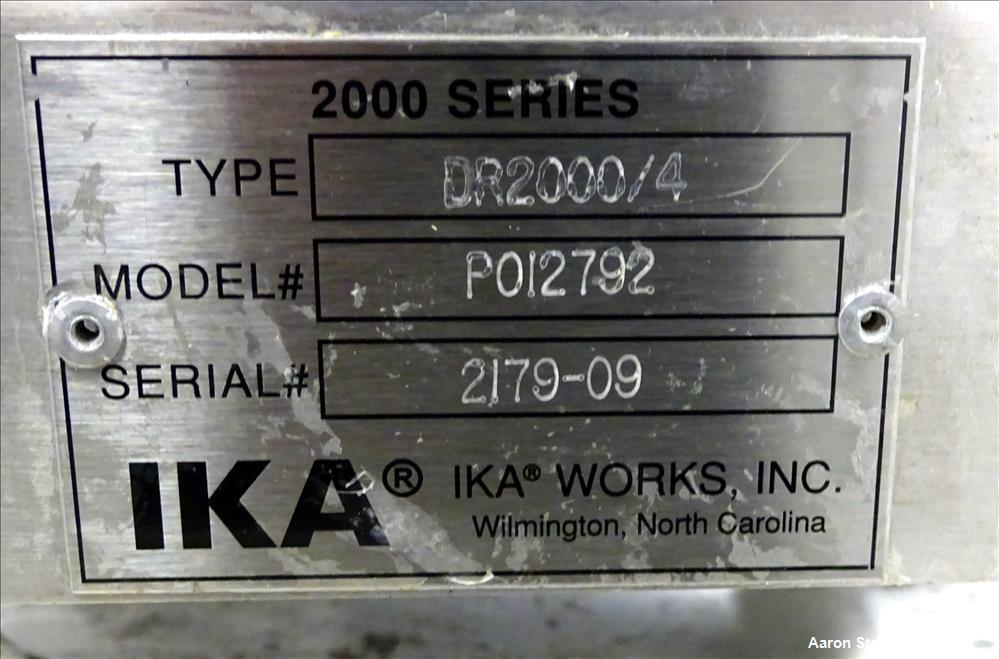 2000 SERIES
TYPE DR2000/4
MODEL# P012792
SERIAL# 2179-09
IKA® IKA® WORKS, INC.
Wilmington, North Carolina
Aaron